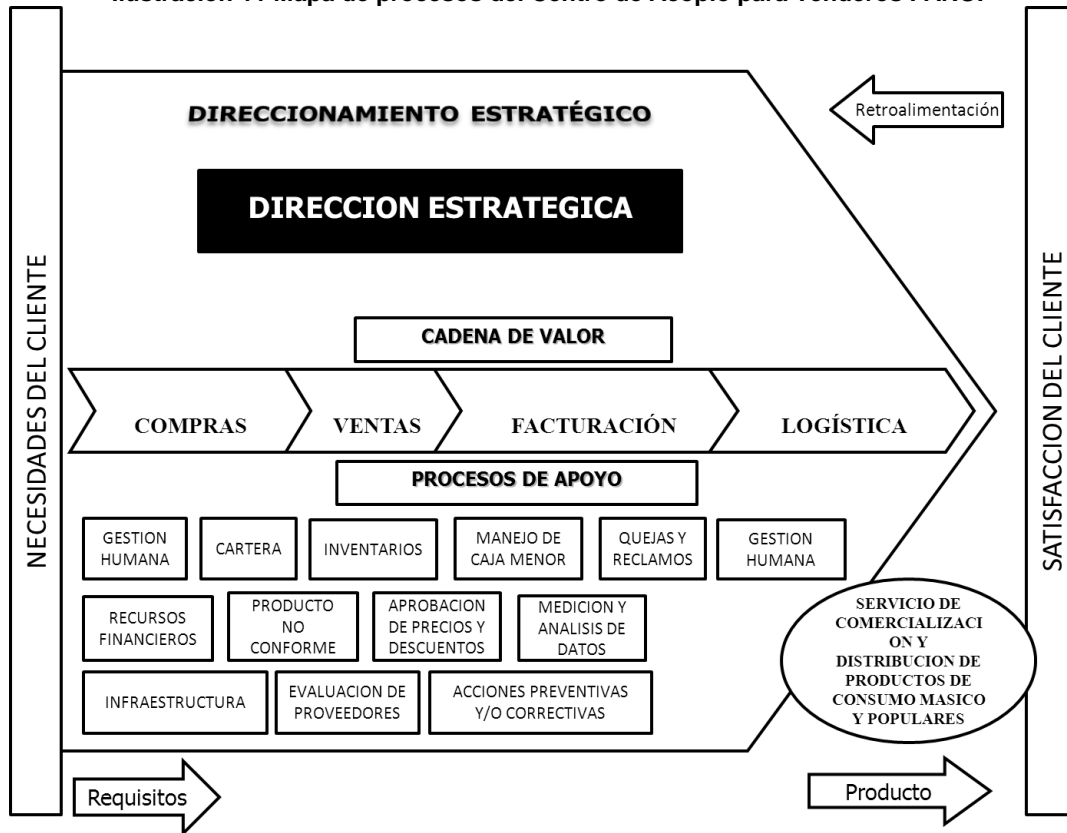 DIRECCIONAMIENTO ESTRATÉGICO
Retroalimentación
DIRECCION ESTRATEGICA
NECESIDADES DEL CLIENTE
SATISFACCION DEL CLIENTE
CADENA DE VALOR
COMPRAS
VENTAS
FACTURACIÓN
LOGÍSTICA
PROCESOS DE APOYO
GESTION
HUMANA
CARTERA
INVENTARIOS
MANEJO DE
CAJA MENOR
QUEJAS Y
RECLAMOS
GESTION
HUMANA
RECURSOS
FINANCIEROS
PRODUCTO
NO
CONFORME
APROBACION
DE PRECIOS Y
DESCUENTOS
MEDICION Y
ANALISIS DE
DATOS
INFRAESTRUCTURA
EVALUACION DE
PROVEEDORES
ACCIONES PREVENTIVAS
Y/O CORRECTIVAS
SERVICIO DE
COMERCIALIZACI
ON Y
DISTRIBUCION DE
PRODUCTOS DE
CONSUMO MASICO
Y POPULARES
Requisitos
Producto